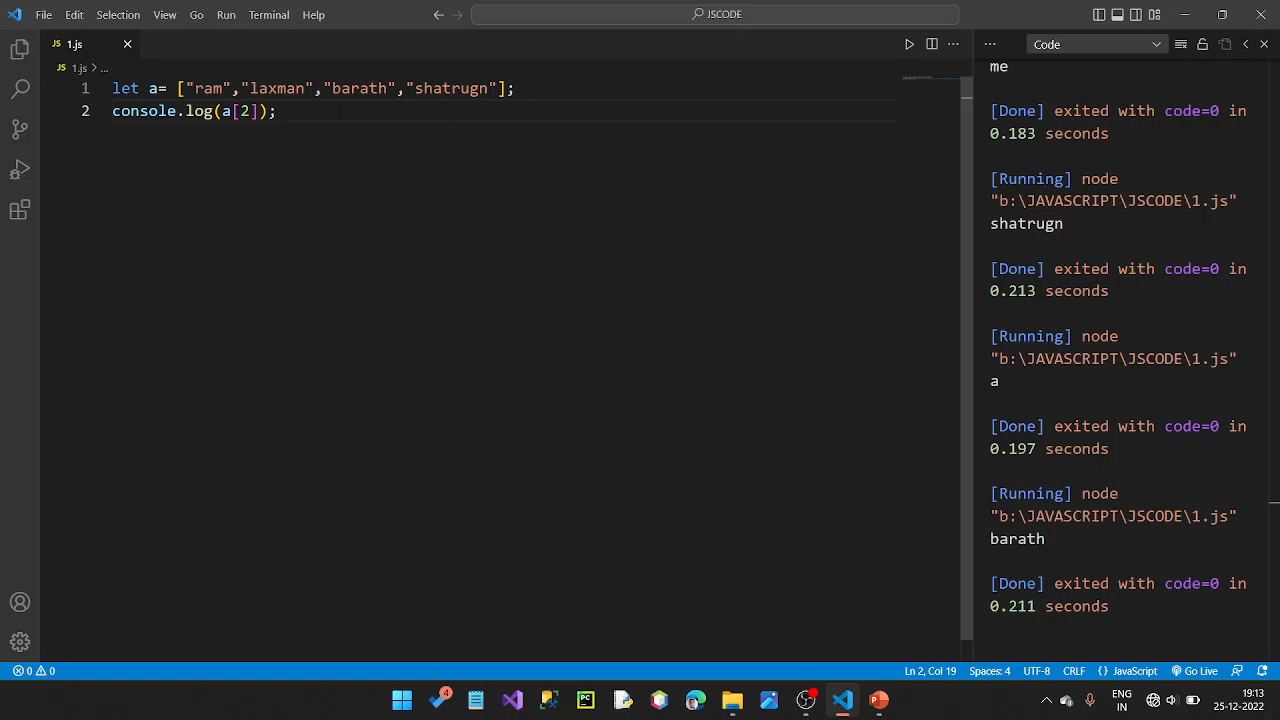 File Edit Selection View Go Run Terminal Help
JSCODE
JS 1.js
Code
JS 1.js > ...
1 let a= ["ram","laxman","barath","shatrugn"];
2 console.log(a[2]);
me
[Done] exited with code=0 in
0.183 seconds
[Running] node
"b:\JAVASCRIPT\JSCODE\1.js"
shatrugn
[Done] exited with code=0 in
0.213 seconds
[Running] node
"b:\JAVASCRIPT\JSCODE\1.js"
a
[Done] exited with code=0 in
0.197 seconds
[Running] node
"b:\JAVASCRIPT\JSCODE\1.js"
barath
[Done] exited with code=0 in
0.211 seconds
0 0
Ln 2, Col 19 Spaces: 4 UTF-8 CRLF {} JavaScript Go Live
4
PC
P
ENG
IN
19:13
25-12-2022